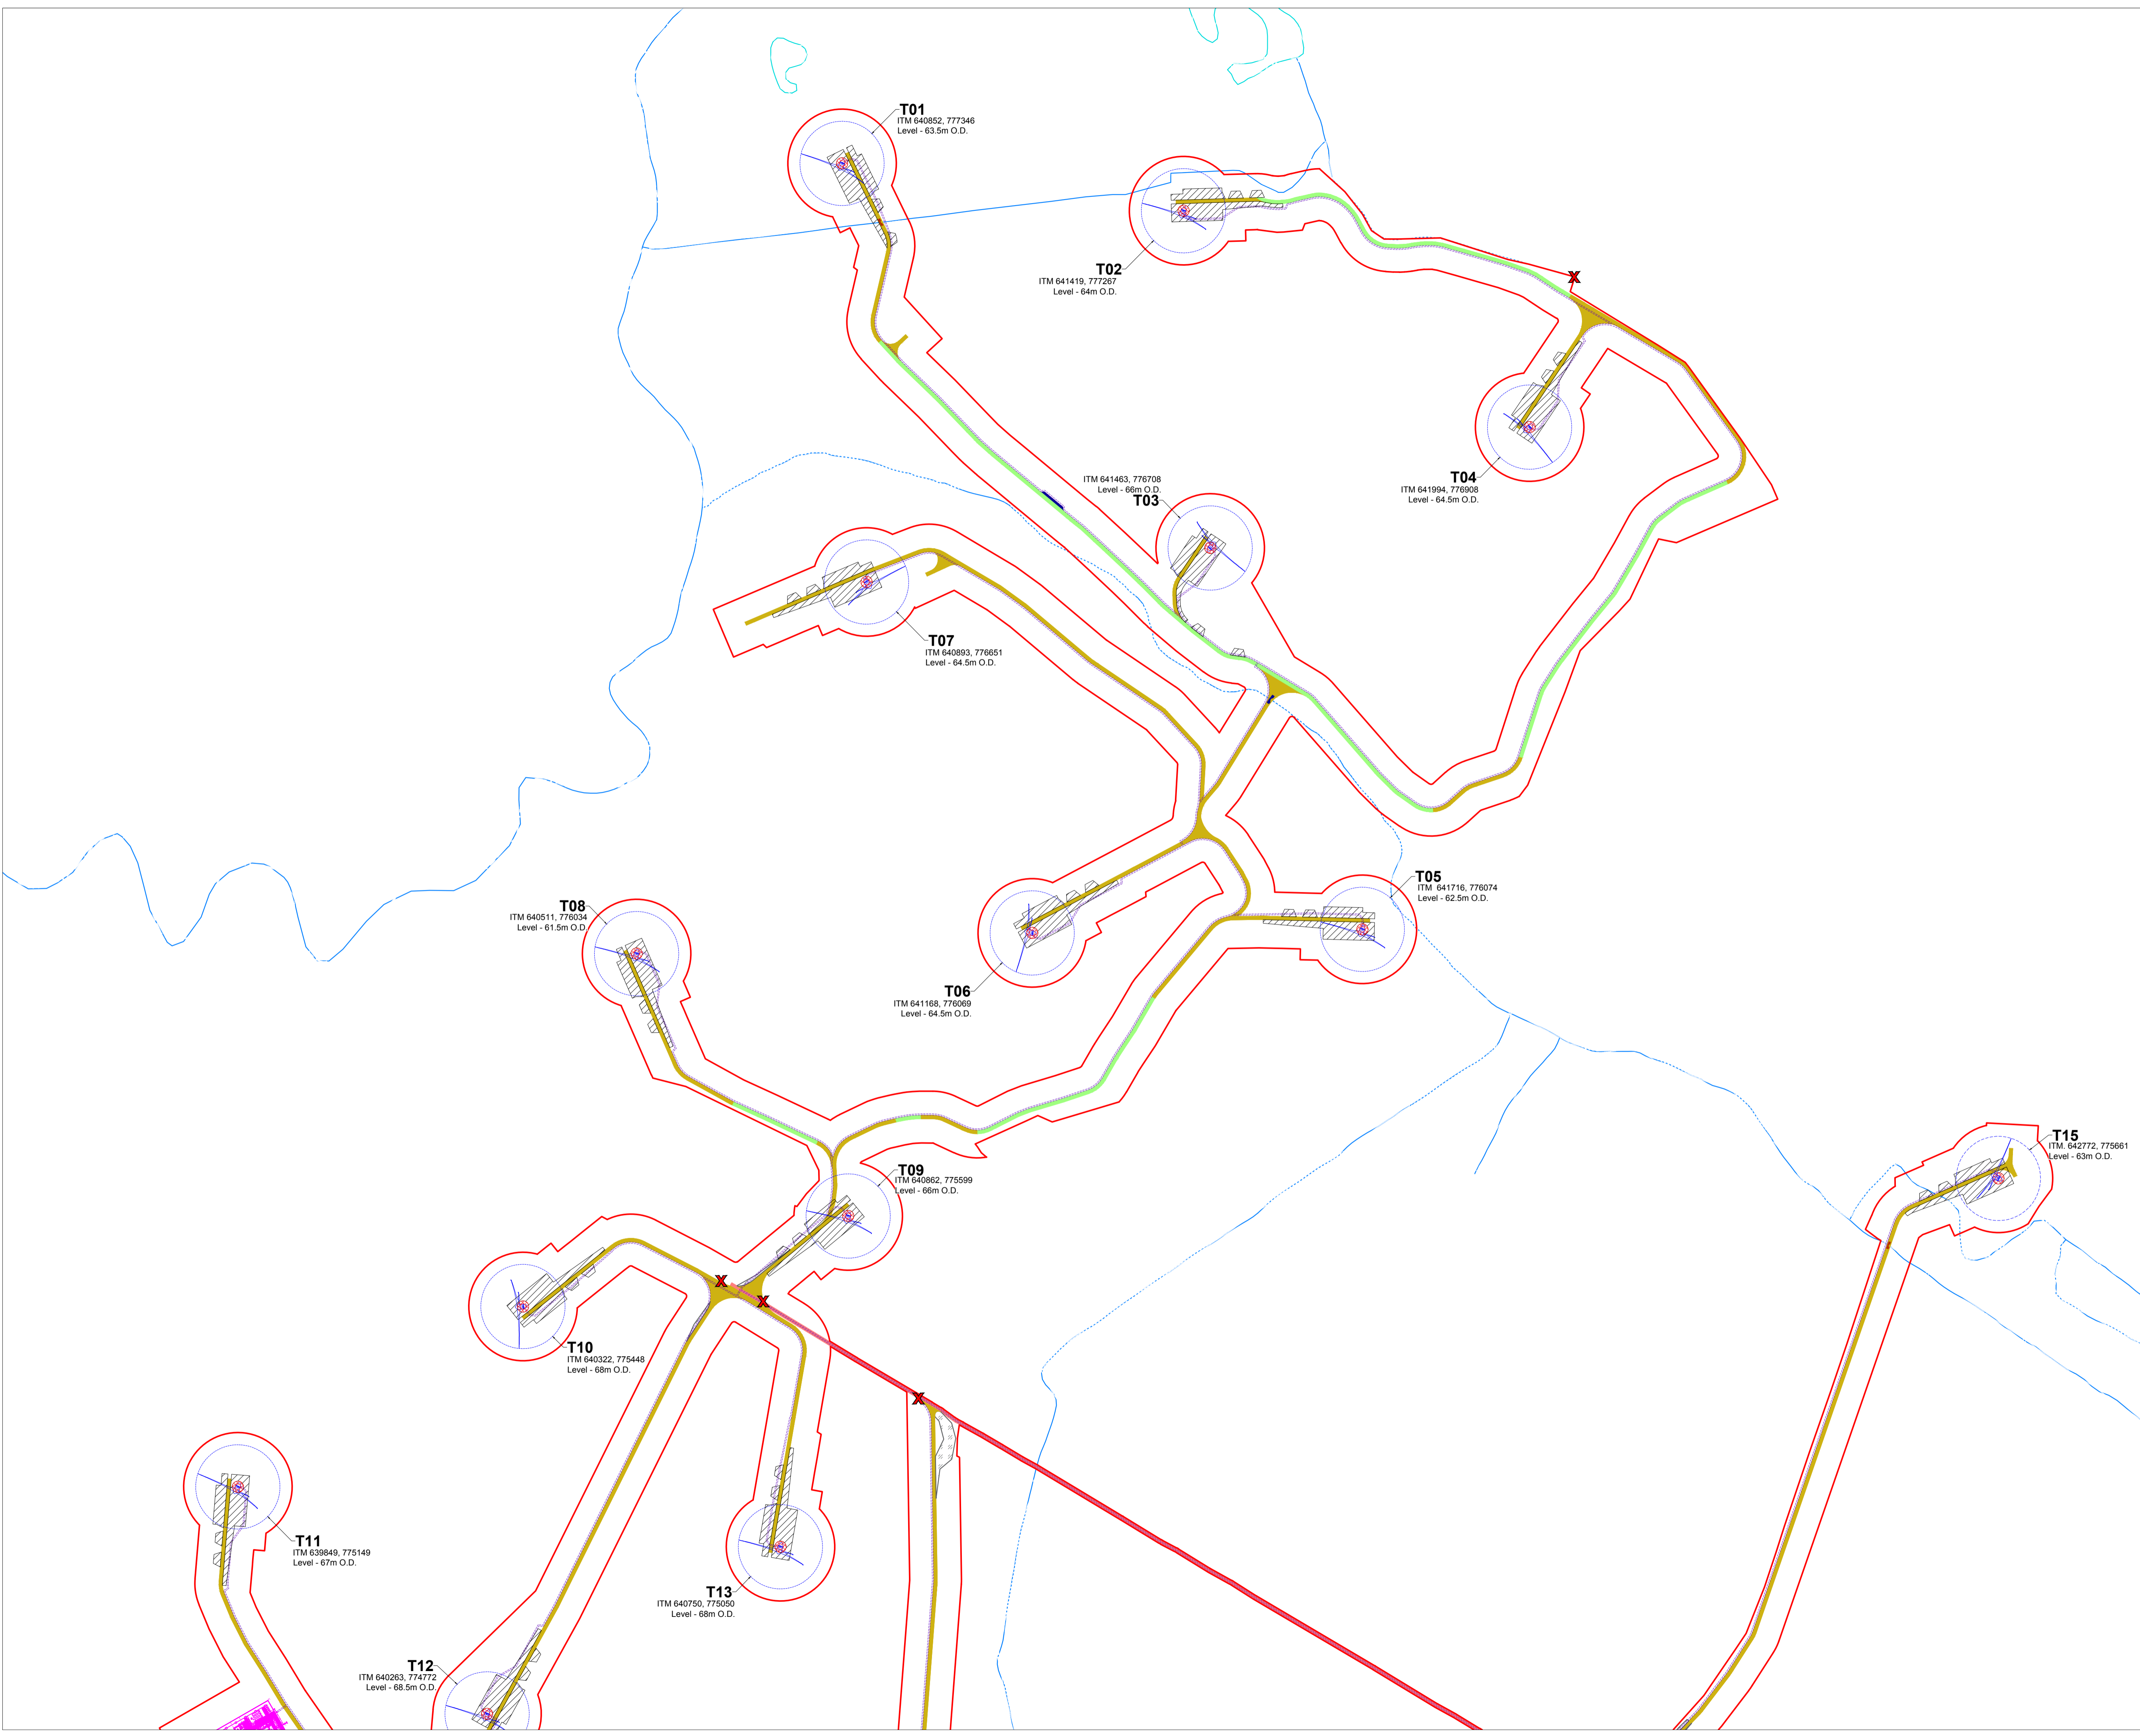 T01
ITM 640852, 777346
Level - 63.5m O.D.
T02
ITM 641419, 777267
Level - 64m O.D.
X
ITM 641463, 776708
Level - 66m O.D.
T03
T04
ITM 641994, 776908
Level - 64.5m O.D.
T07
ITM 640893, 776651
Level - 64.5m O.D.
T05
ITM  641716, 776074
Level - 62.5m O.D.
T08
ITM 640511, 776034
Level - 61.5m O.D.
T06
ITM 641168, 776069
Level - 64.5m O.D.
T15
ITM. 642772, 775661
Level - 63m O.D.
T09
ITM 640862, 775599
Level - 66m O.D.
X
X
T10
ITM 640322, 775448
Level - 68m O.D.
X
T11
ITM 639849, 775149
Level - 67m O.D.
T13
ITM 640750, 775050
Level - 68m O.D.
T12
ITM 640263, 774772
Level - 68.5m O.D.